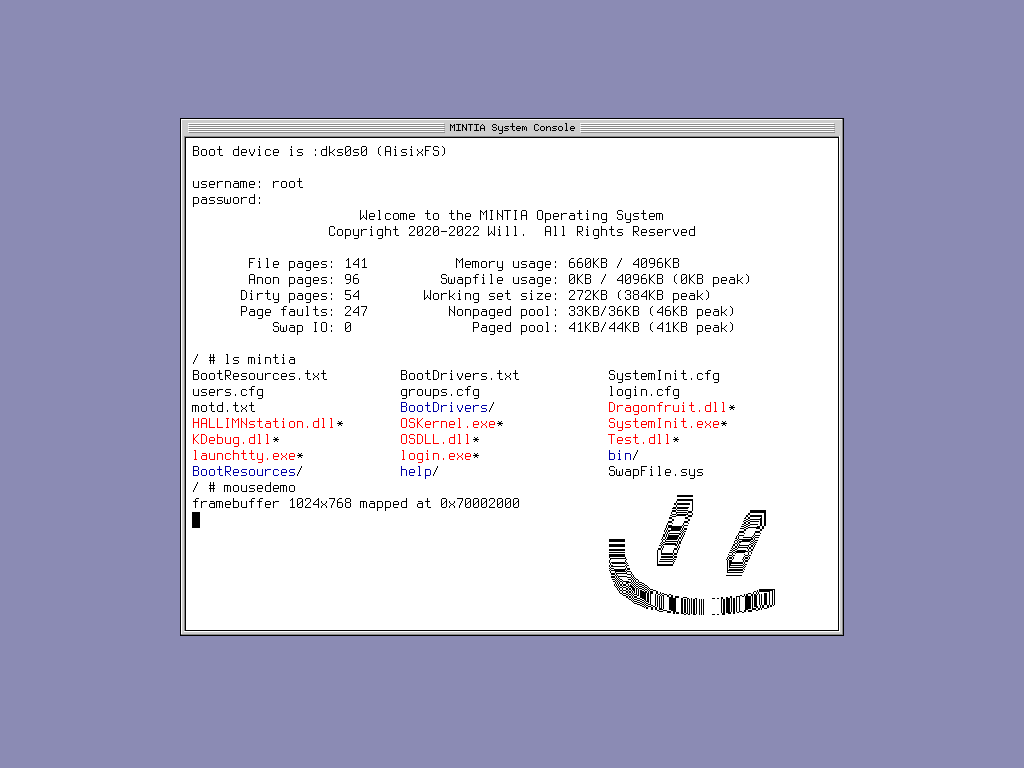 MINTIA System Console
Boot device is :dks0s0 (AisixFS)
username: root
password:
Welcome to the MINTIA Operating System
Copyright 2020-2022 Will.  All Rights Reserved
File pages: 141 Memory usage: 660KB / 4096KB
Anon pages: 96 Swapfile usage: 0KB / 4096KB (0KB peak)
Dirty pages: 54 Working set size: 272KB (384KB peak)
Page faults: 247 Nonpaged pool: 33KB/36KB (46KB peak)
Swap IO: 0 Paged pool: 41KB/44KB (41KB peak)
/ # ls mintia
BootResources.txt BootDrivers.txt SystemInit.cfg
users.cfg groups.cfg login.cfg
motd.txt BootDrivers/ Dragonfruit.dll*
HALLIMNstation.dll* OSKernel.exe* SystemInit.exe*
KDebug.dll* OSDLL.dll* Test.dll*
launchtty.exe* login.exe* bin/
BootResources/ help/ SwapFile.sys
/ # mousedemo
framebuffer 1024x768 mapped at 0x70002000